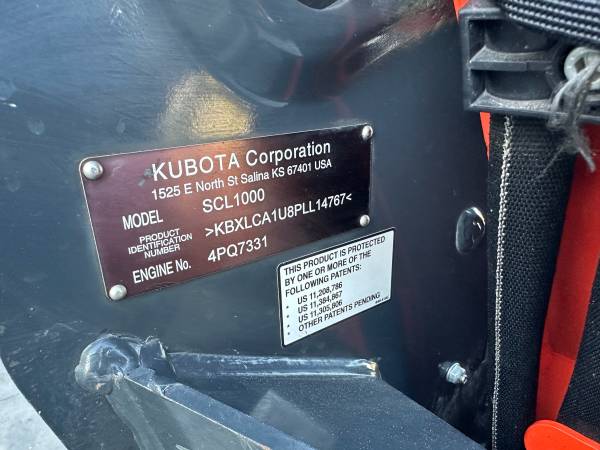 KUBOTA Corporation
1525 E North St Salina KS 67401 USA
MODEL SCL1000
PRODUCT
IDENTIFICATION >KBXLCA1U8PLL14767<
NUMBER
ENGINE No. 4PQ7331
THIS PRODUCT IS PROTECTED
BY ONE OR MORE OF THE
FOLLOWING PATENTS:
• US 11,208,786
• US 11,384,867
• US 11,305,806
• OTHER PATENTS PENDING